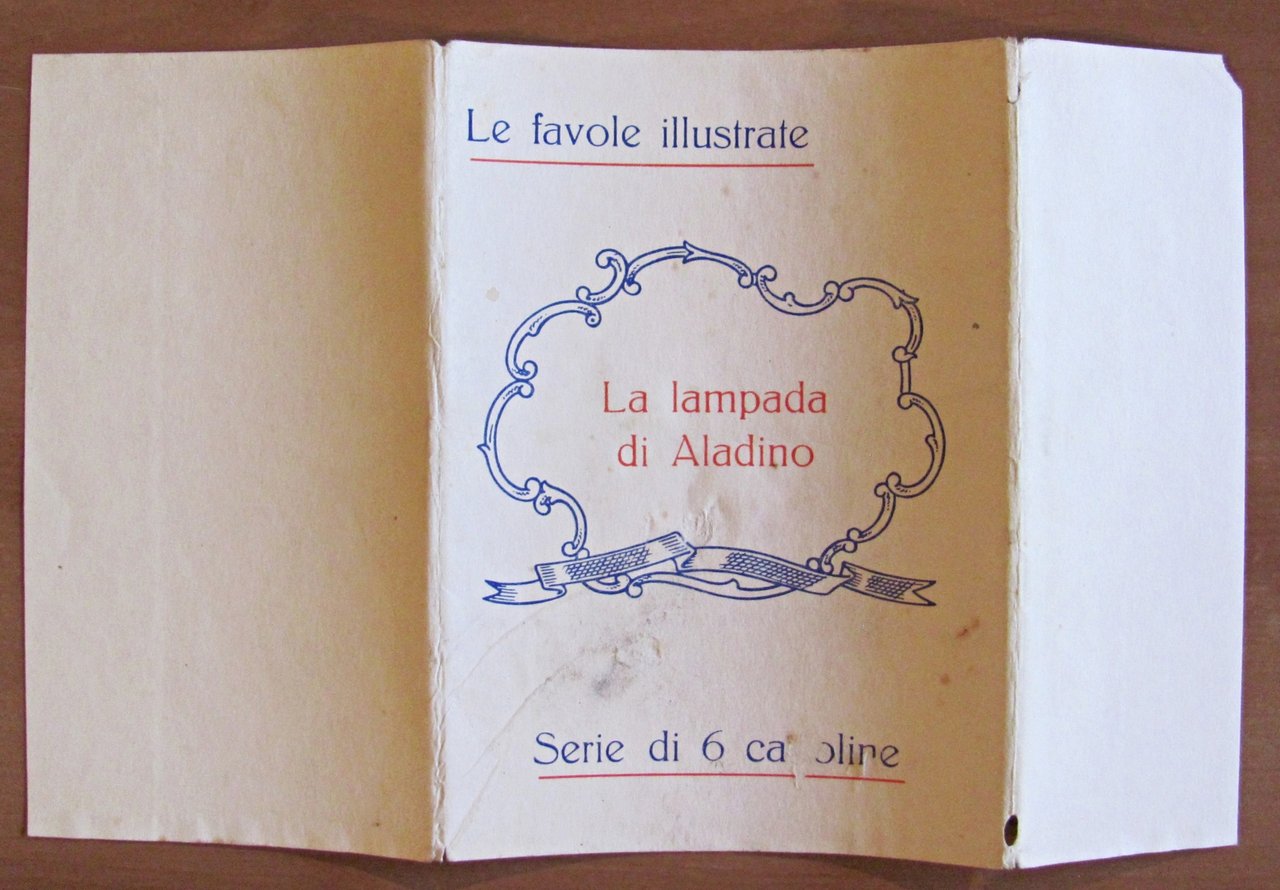 Le favole illustrate
La lampada
di Aladino
Serie di 6